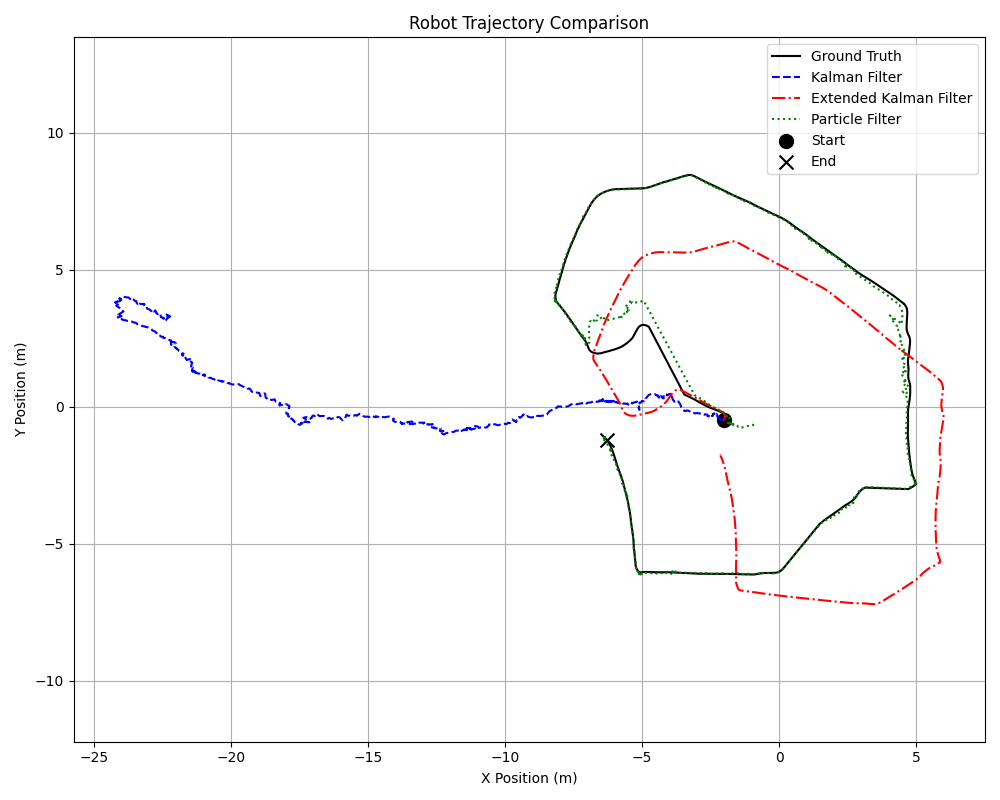 Robot Trajectory Comparison
Ground Truth
Kalman Filter
Extended Kalman Filter
Particle Filter
Start
End
Y Position (m)
10
5
0
−5
−10
−25
−20
−15
−10
−5
0
5
X Position (m)